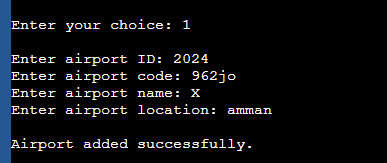 Enter your choice: 1
Enter airport ID: 2024
Enter airport code: 962jo
Enter airport name: X
Enter airport location: amman
Airport added successfully.